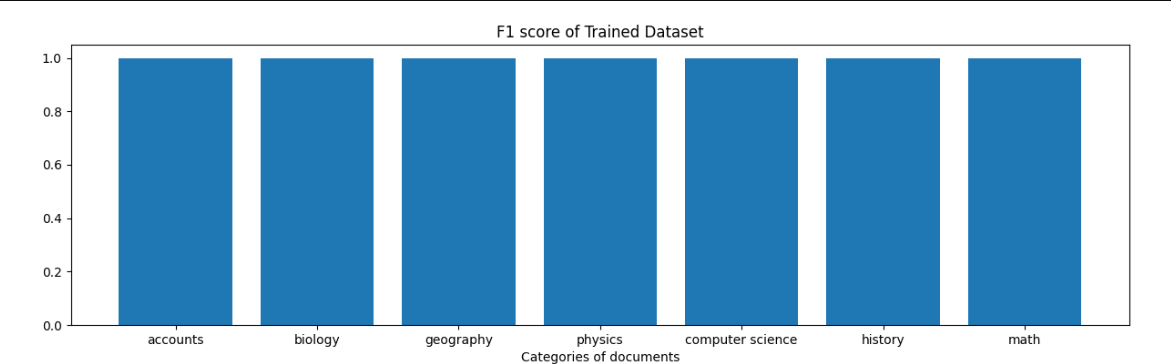 F1 score of Trained Dataset
1.0
0.8
0.6
0.4
0.2
0.0
accounts biology geography physics computer science history math
Categories of documents